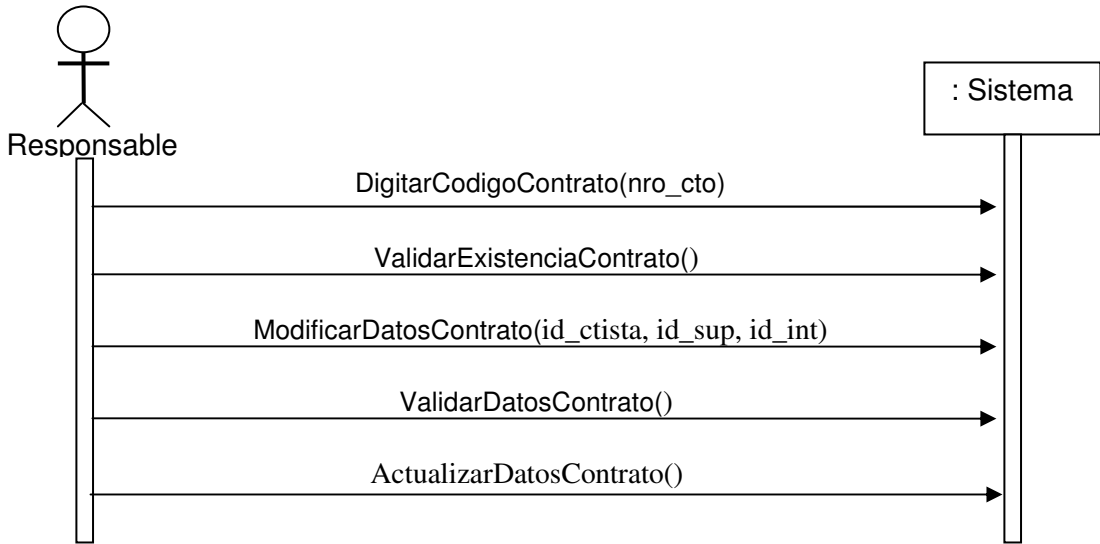 Responsable
: Sistema
DigitarCodigoContrato(nro_cto)
ValidarExistenciaContrato()
ModificarDatosContrato(id_ctista, id_sup, id_int)
ValidarDatosContrato()
ActualizarDatosContrato()